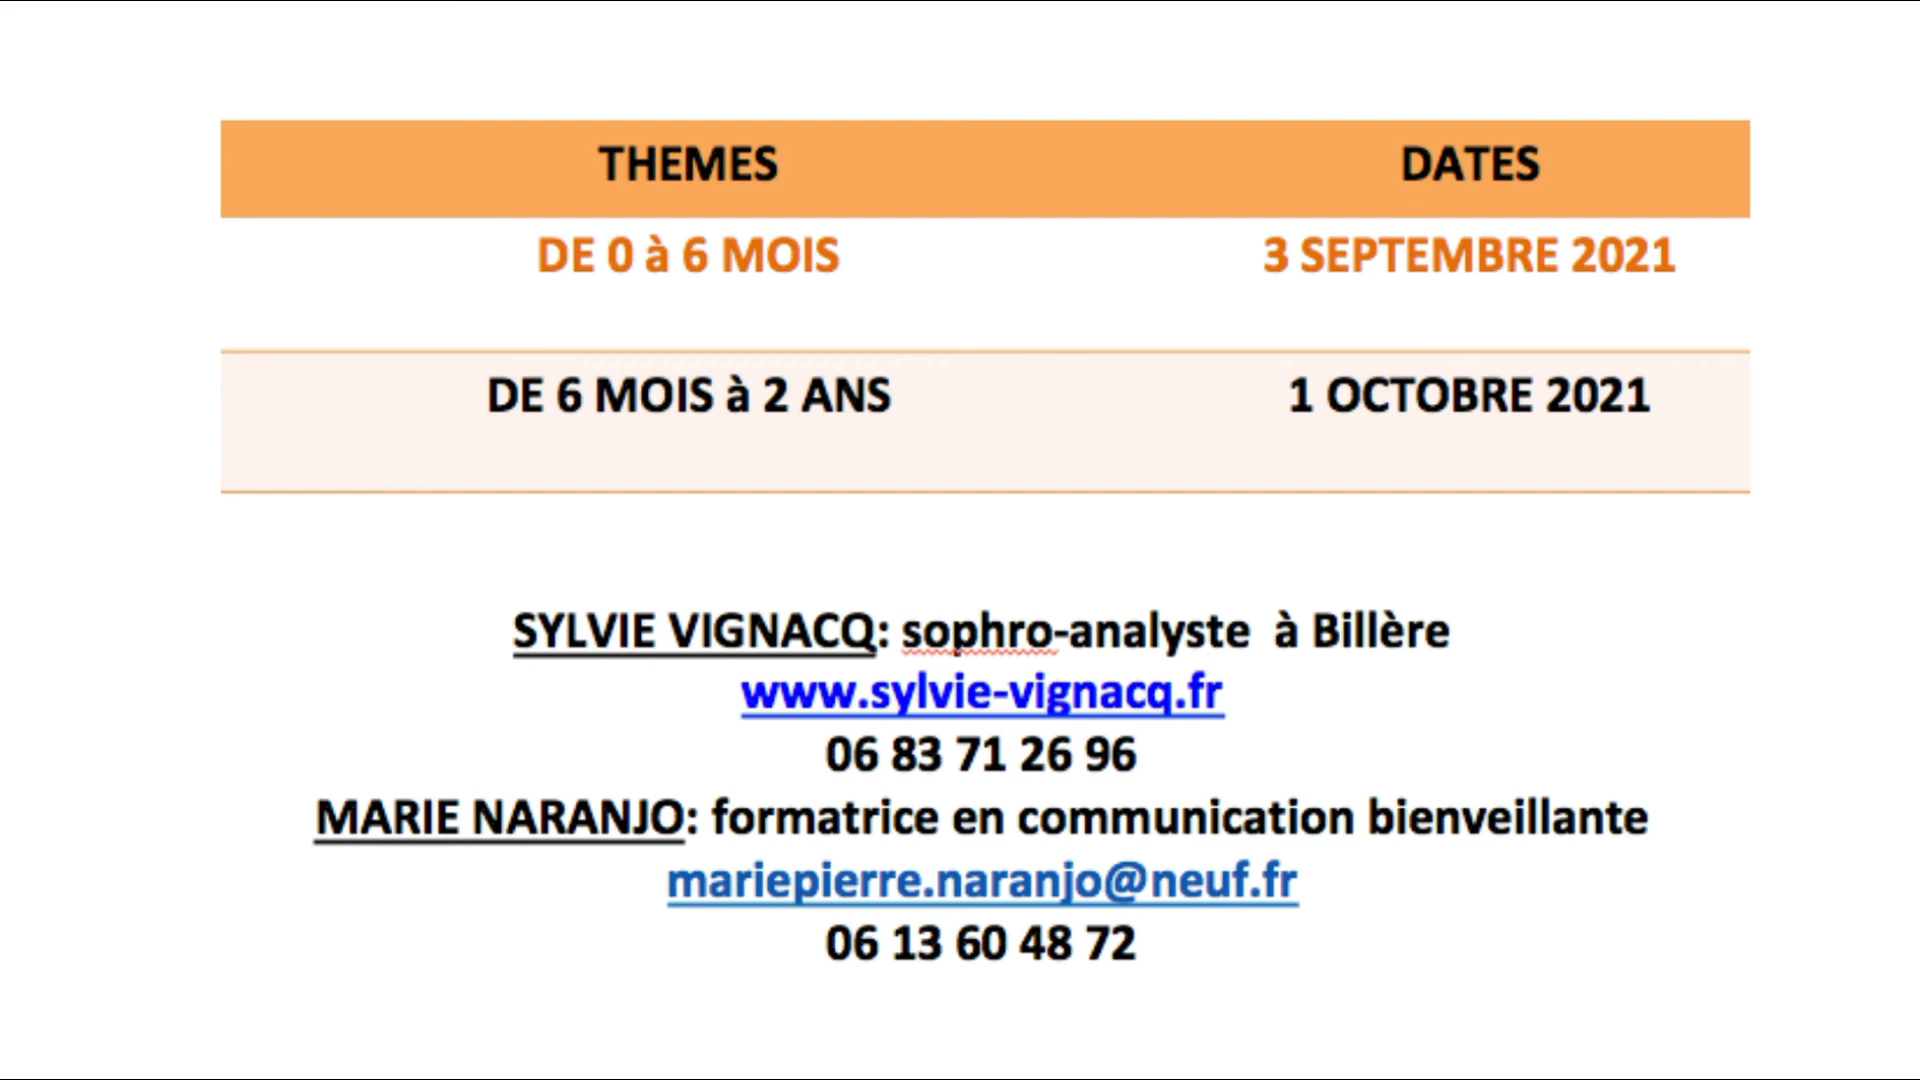 THEMES DATES
DE 0 à 6 MOIS 3 SEPTEMBRE 2021
DE 6 MOIS à 2 ANS 1 OCTOBRE 2021
SYLVIE VIGNACQ: sophro-analyste à Billère
www.sylvie-vignacq.fr
06 83 71 26 96
MARIE NARANJO: formatrice en communication bienveillante
mariepierre.naranjo@neuf.fr
06 13 60 48 72